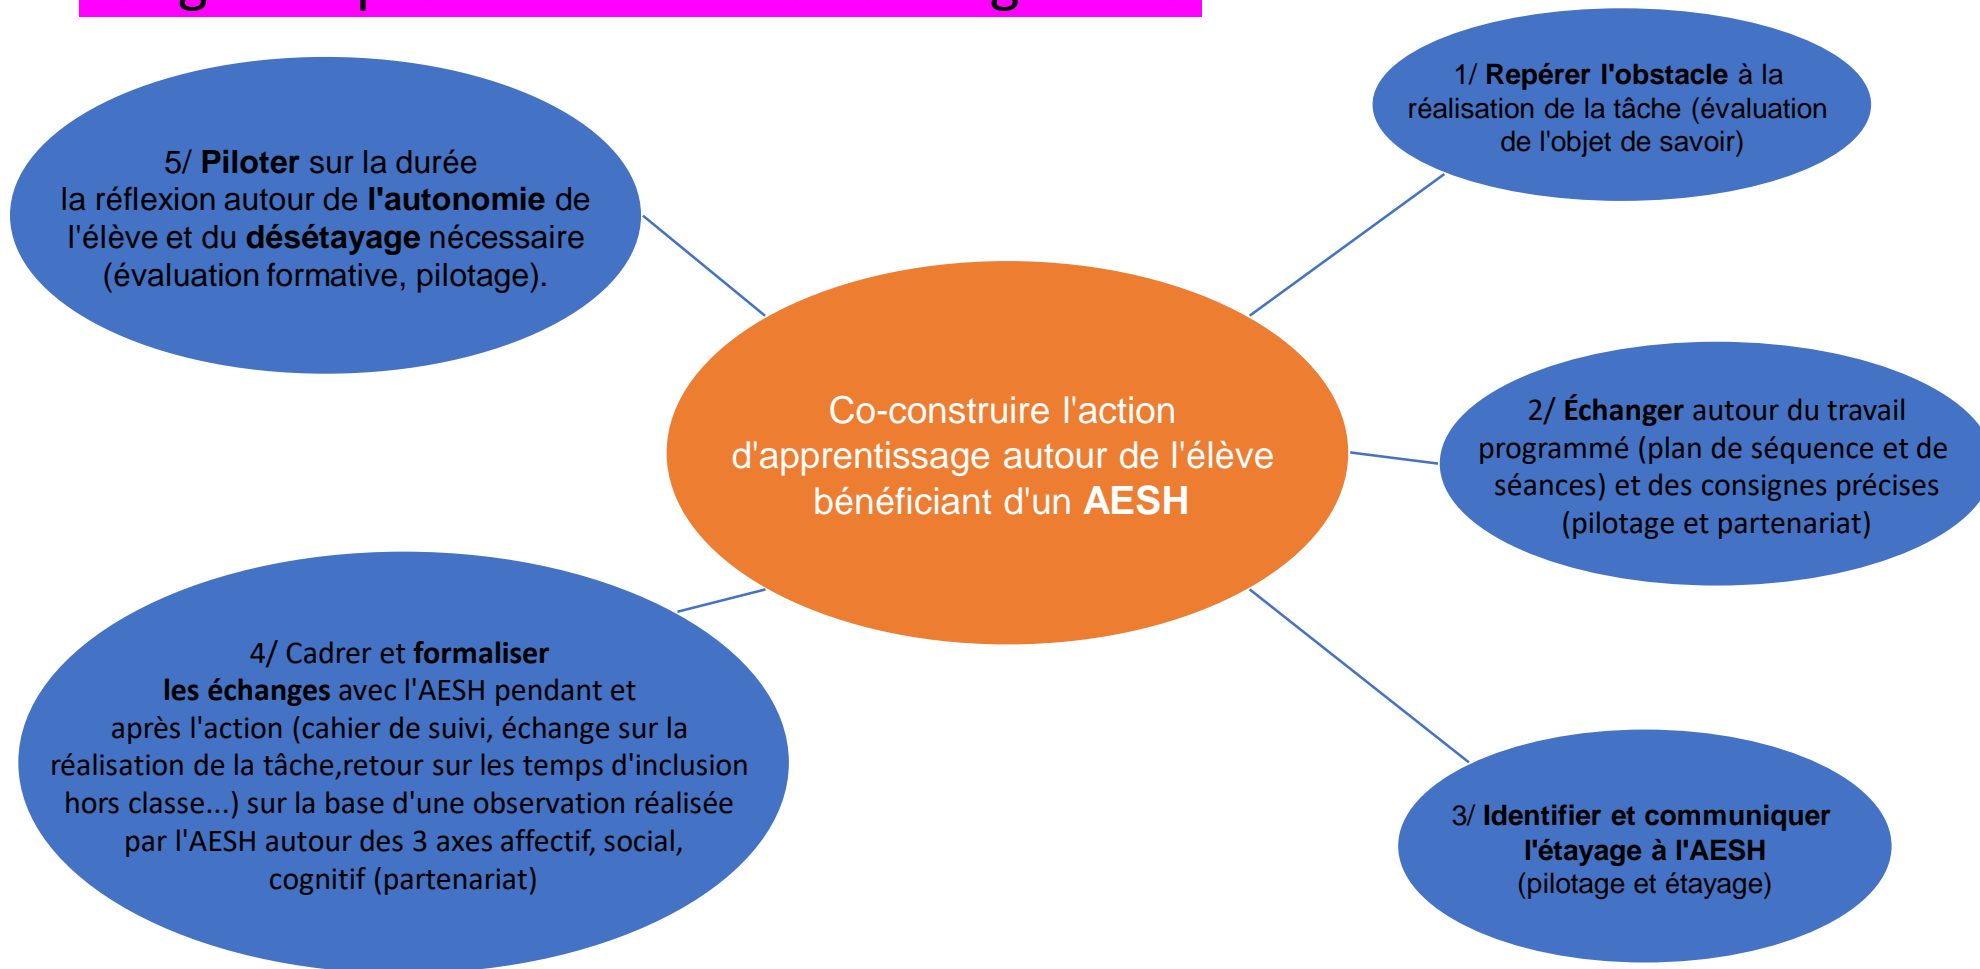 1/ Repérer l'obstacle à la
réalisation de la tâche (évaluation
de l'objet de savoir)
5/ Piloter sur la durée
la réflexion autour de l'autonomie de
l'élève et du désétayage nécessaire
(évaluation formative, pilotage).
Co-construire l'action
d'apprentissage autour de l'élève
bénéficiant d'un AESH
2/ Échanger autour du travail
programmé (plan de séquence et de
séances) et des consignes précises
(pilotage et partenariat)
4/ Cadrer et formaliser
les échanges avec l'AESH pendant et
après l'action (cahier de suivi, échange sur la
réalisation de la tâche,retour sur les temps d'inclusion
hors classe...) sur la base d'une observation réalisée
par l'AESH autour des 3 axes affectif, social,
cognitif (partenariat)
3/ Identifier et communiquer
l'étayage à l'AESH
(pilotage et étayage)